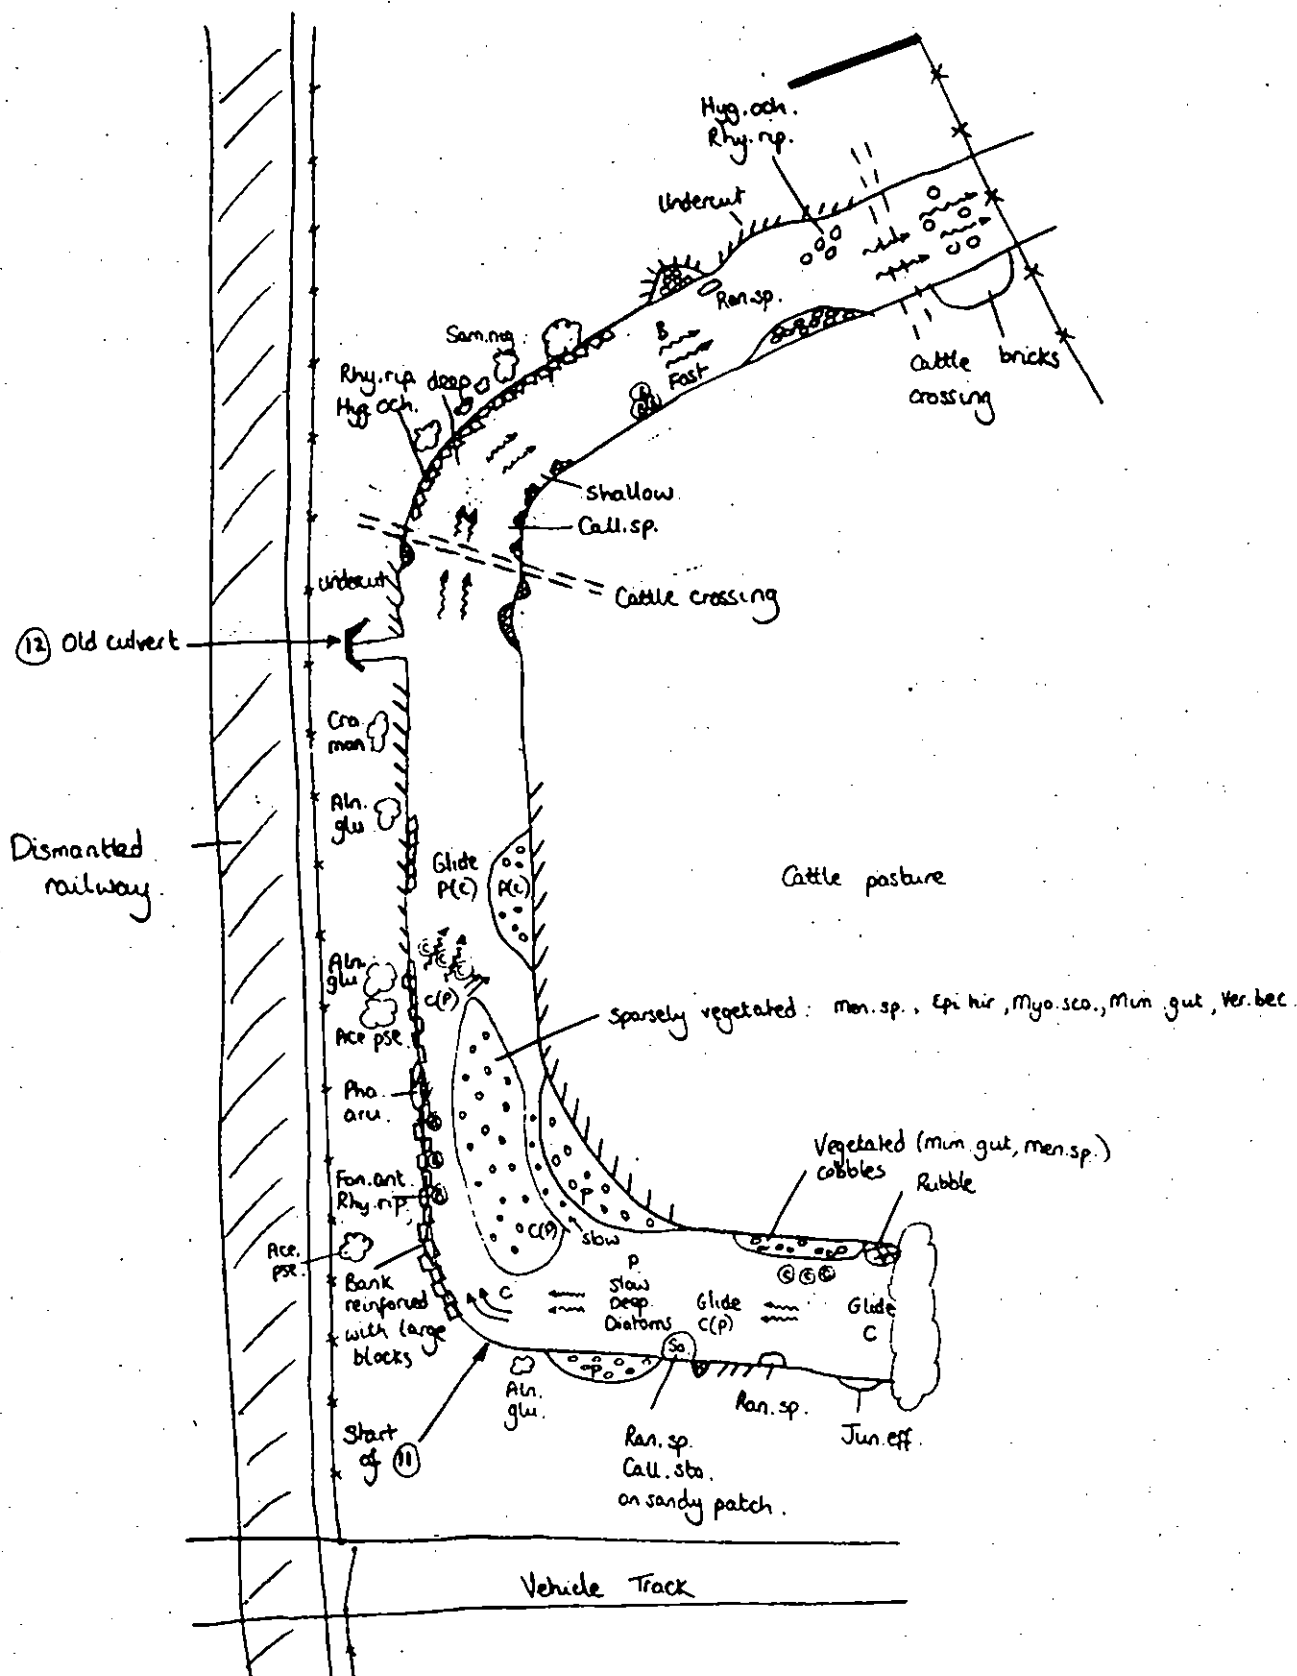 Hyg.och.
Rhy.rip.
Undercut
Ran.sp.
Sam.nig.
B
Fast
Cattle
crossing
bricks
Rhy.rip.
deep
Hyg.och.
shallow
Call.sp.
undercut
Cattle crossing
12 Old culvert
Cra
mon
Aln.
glu
Dismantled
railway.
Glide
P(C)
P(C)
Cattle pasture
Aln.
glu
C(P)
Ace pse.
Sparsely vegetated: Men.sp., Epi hir, Myo.sco., Mim.gut, Ver.bec.
Pha.
aru.
Vegetated (Mim.gut, Men.sp.)
cobbles
Rubble
Fon.ant.
Rhy.rip.
P
C(P)
slow
Ace.
pse.
Bank
reinforced
with large
blocks
C
P.
Slow
Deep
Diatoms
Glide
C(P)
C C C
Glide
C
So.
P
Aln.
glu.
Ran.sp.
Jun.eff.
Start
of 11
Ran.sp.
Call.sta.
on sandy patch.
Vehicle Track